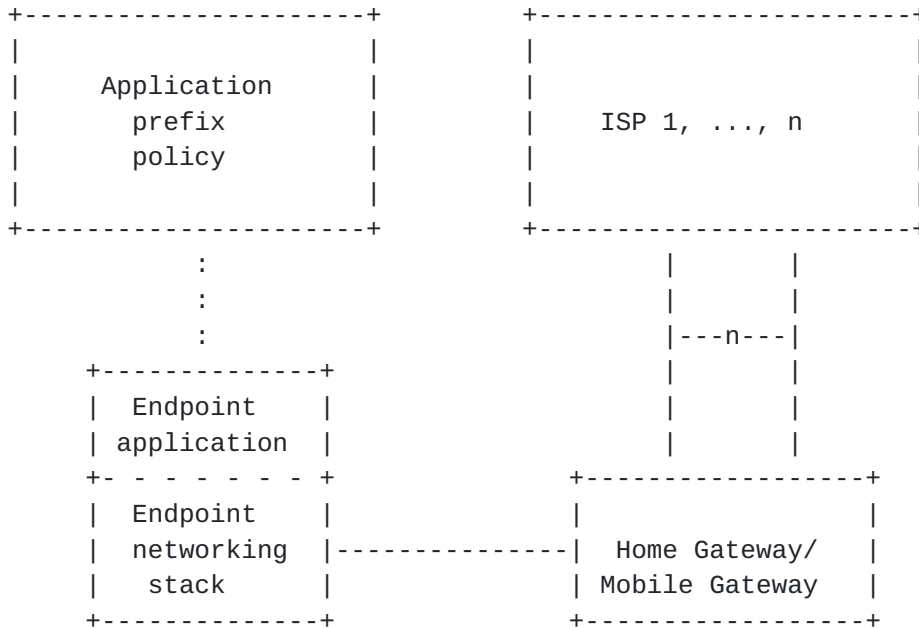 Application
prefix
policy
ISP 1, ..., n
n
Endpoint
application
Endpoint
networking
stack
Home Gateway/
Mobile Gateway